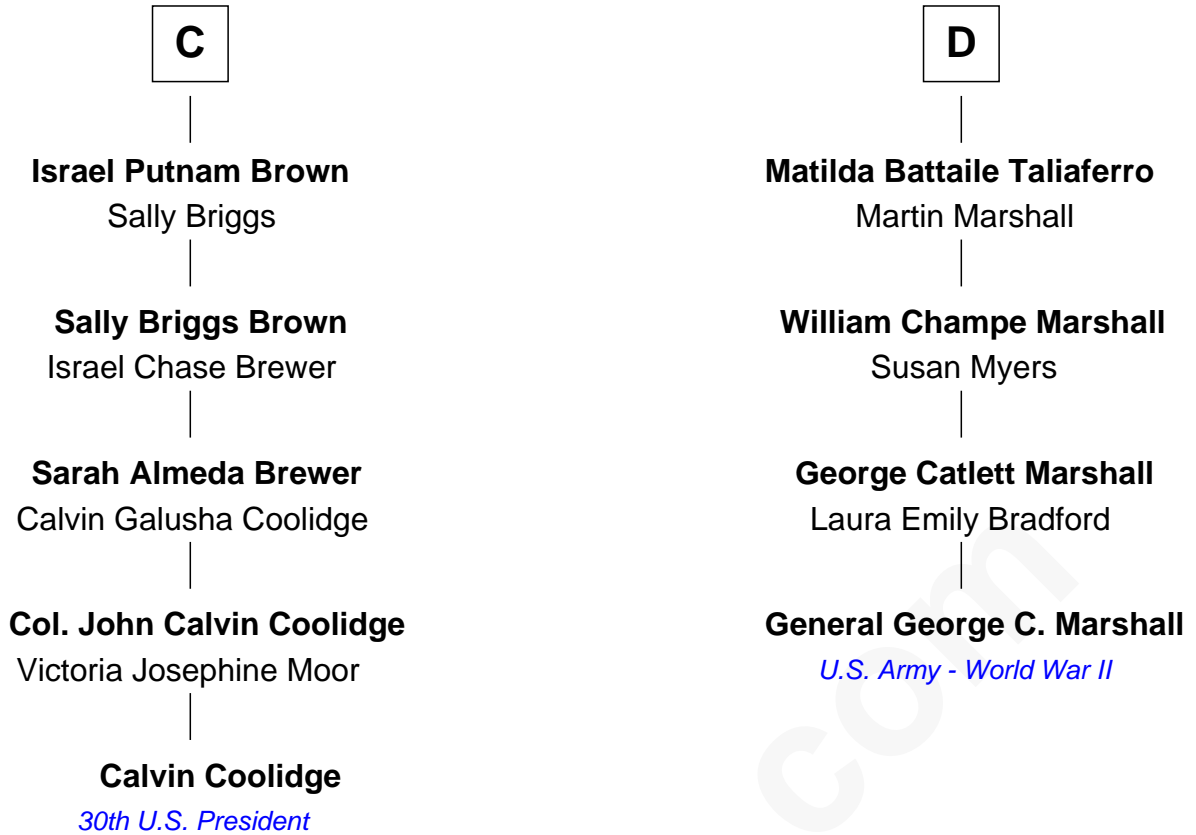 C
Israel Putnam Brown
Sally Briggs
Sally Briggs Brown
Israel Chase Brewer
Sarah Almeda Brewer
Calvin Galusha Coolidge
Col. John Calvin Coolidge
Victoria Josephine Moor
Calvin Coolidge
30th U.S. President
D
Matilda Battaile Taliaferro
Martin Marshall
William Champe Marshall
Susan Myers
George Catlett Marshall
Laura Emily Bradford
General George C. Marshall
U.S. Army - World War II
com